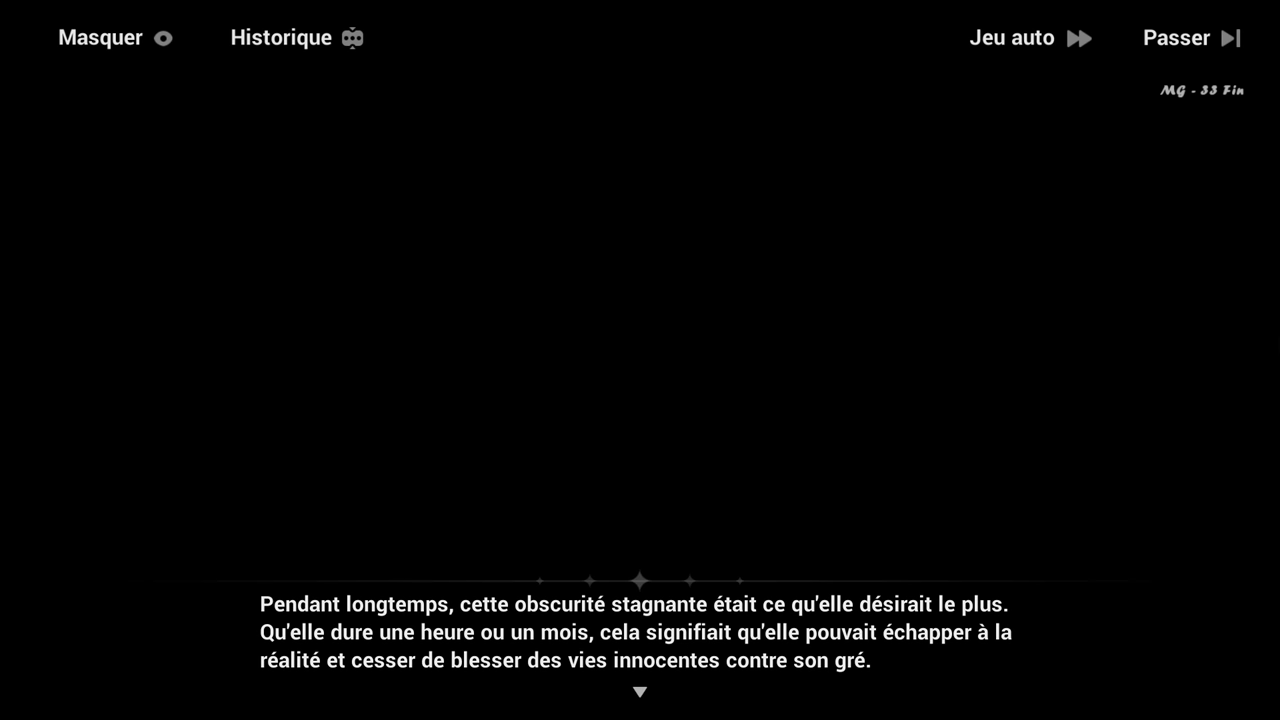 Masquer
Historique
Jeu auto
Passer
MG - 33 Fin
Pendant longtemps, cette obscurité stagnante était ce qu'elle désirait le plus.
Qu'elle dure une heure ou un mois, cela signifiait qu'elle pouvait échapper à la
réalité et cesser de blesser des vies innocentes contre son gré.